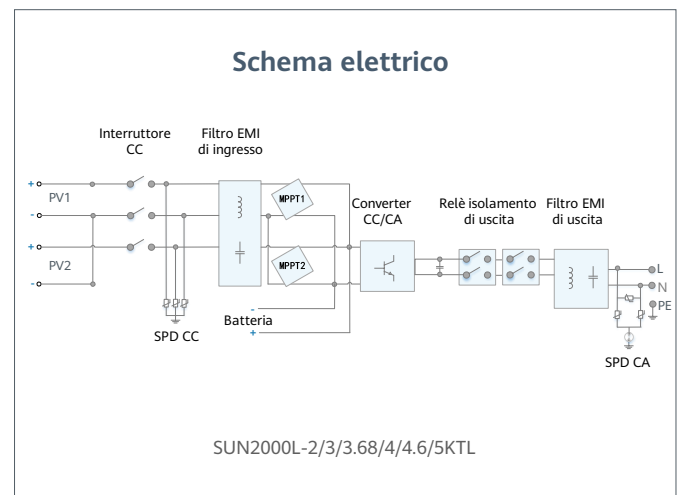 Schema elettrico
Interruttore
CC
Filtro EMI
di ingresso
+
PV1
-
+
PV2
-
MPPT1
MPPT2
Converter
CC/CA
Relè isolamento
di uscita
Filtro EMI
di uscita
L
N
PE
-
Batteria
+
SPD CC
SPD CA
SUN2000L-2/3/3.68/4/4.6/5KTL